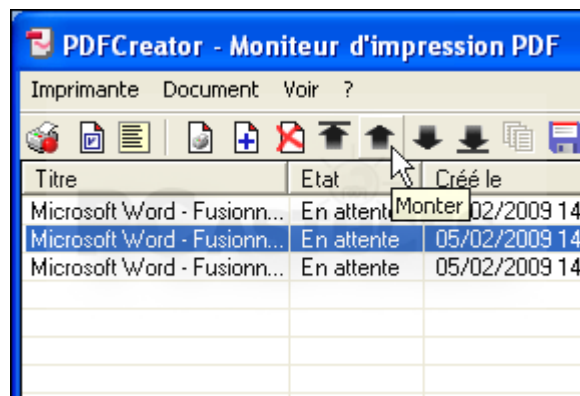 PDFCreator - Moniteur d'impression PDF
Imprimante Document Voir ?
Titre Etat Créé le
Microsoft Word - Fusionn... En attente 02/2009 14
Monter
Microsoft Word - Fusionn... En attente 05/02/2009 14
Microsoft Word - Fusionn... En attente 05/02/2009 14